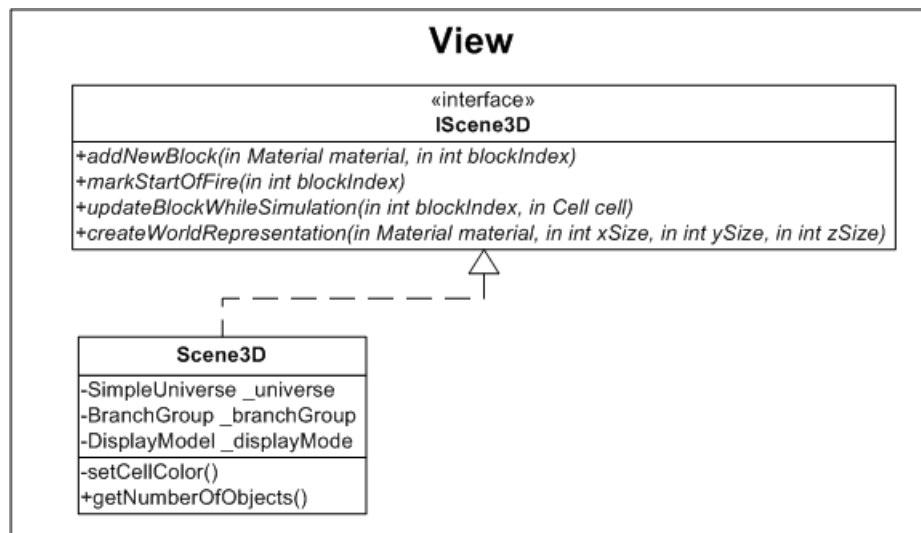 View
«interface»
IScene3D
+addNewBlock(in Material material, in int blockIndex)
+markStartOfFire(in int blockIndex)
+updateBlockWhileSimulation(in int blockIndex, in Cell cell)
+createWorldRepresentation(in Material material, in int xSize, in int ySize, in int zSize)
Scene3D
-SimpleUniverse _universe
-BranchGroup _branchGroup
-DisplayModel _displayMode
-setCellColor()
+getNumberOfObjects()